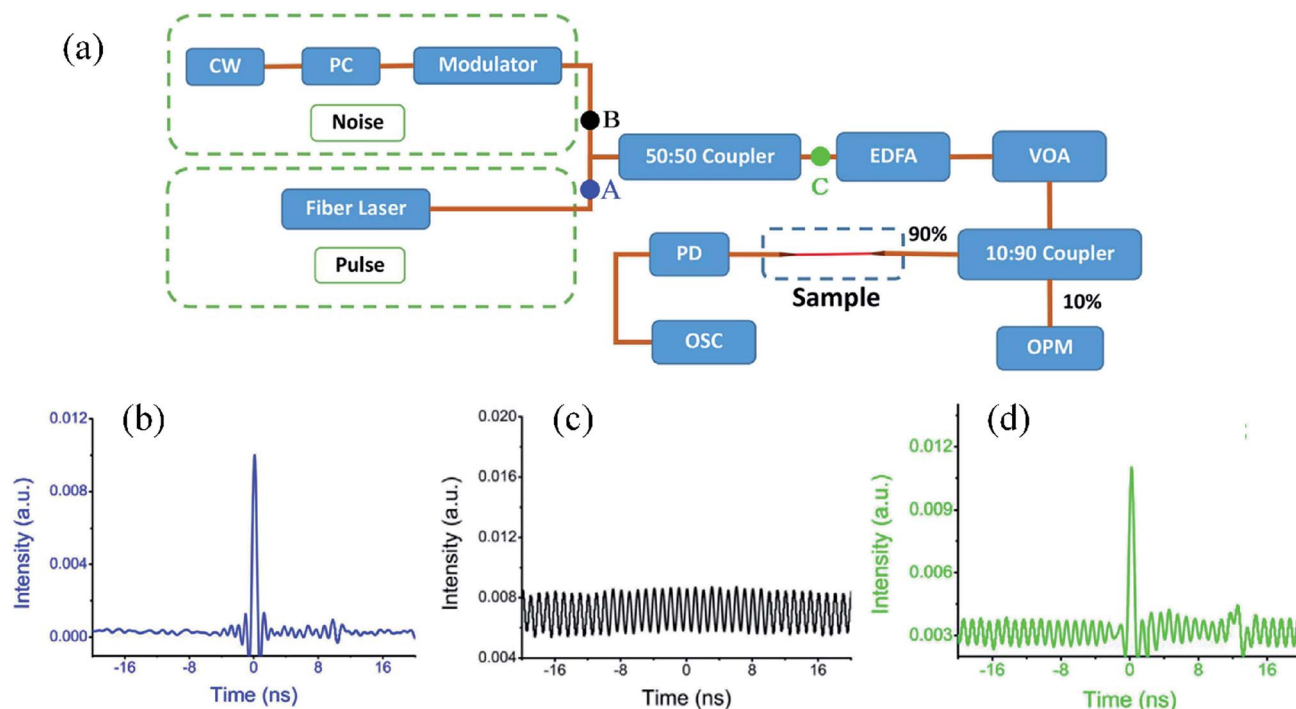 (a)
CW
PC
Modulator
Noise
B
50:50 Coupler
C
EDFA
VOA
A
Fiber Laser
Pulse
90%
PD
10:90 Coupler
Sample
10%
OSC
OPM
(b)
0.012
0.008
0.004
0.000
Intensity (a.u.)
-16
-8
0
8
16
Time (ns)
(c)
0.020
0.016
0.012
0.008
0.004
Intensity (a.u.)
-16
-8
0
8
16
Time (ns)
(d)
0.012
0.009
0.006
0.003
Intensity (a.u.)
-16
-8
0
8
16
Time (ns)